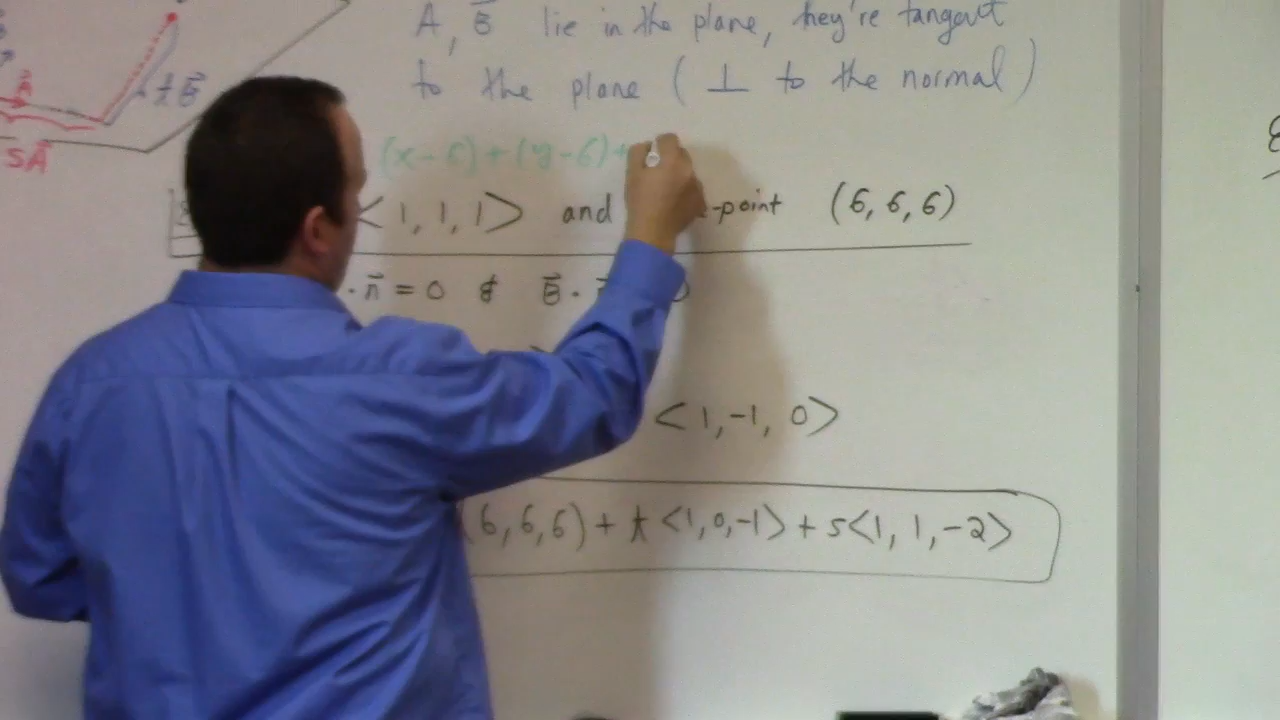 A, B⃗ lie in the plane, they're tangent
to the plane ( ⊥ to the normal )
A⃗
tB⃗
sA⃗
(x-6)+(y-6)+
<1, 1, 1> and -point (6, 6, 6)
· n⃗ = 0 & B⃗ ·
<1, -1, 0>
(6, 6, 6) + t<1, 0, -1> + s<1, 1, -2>